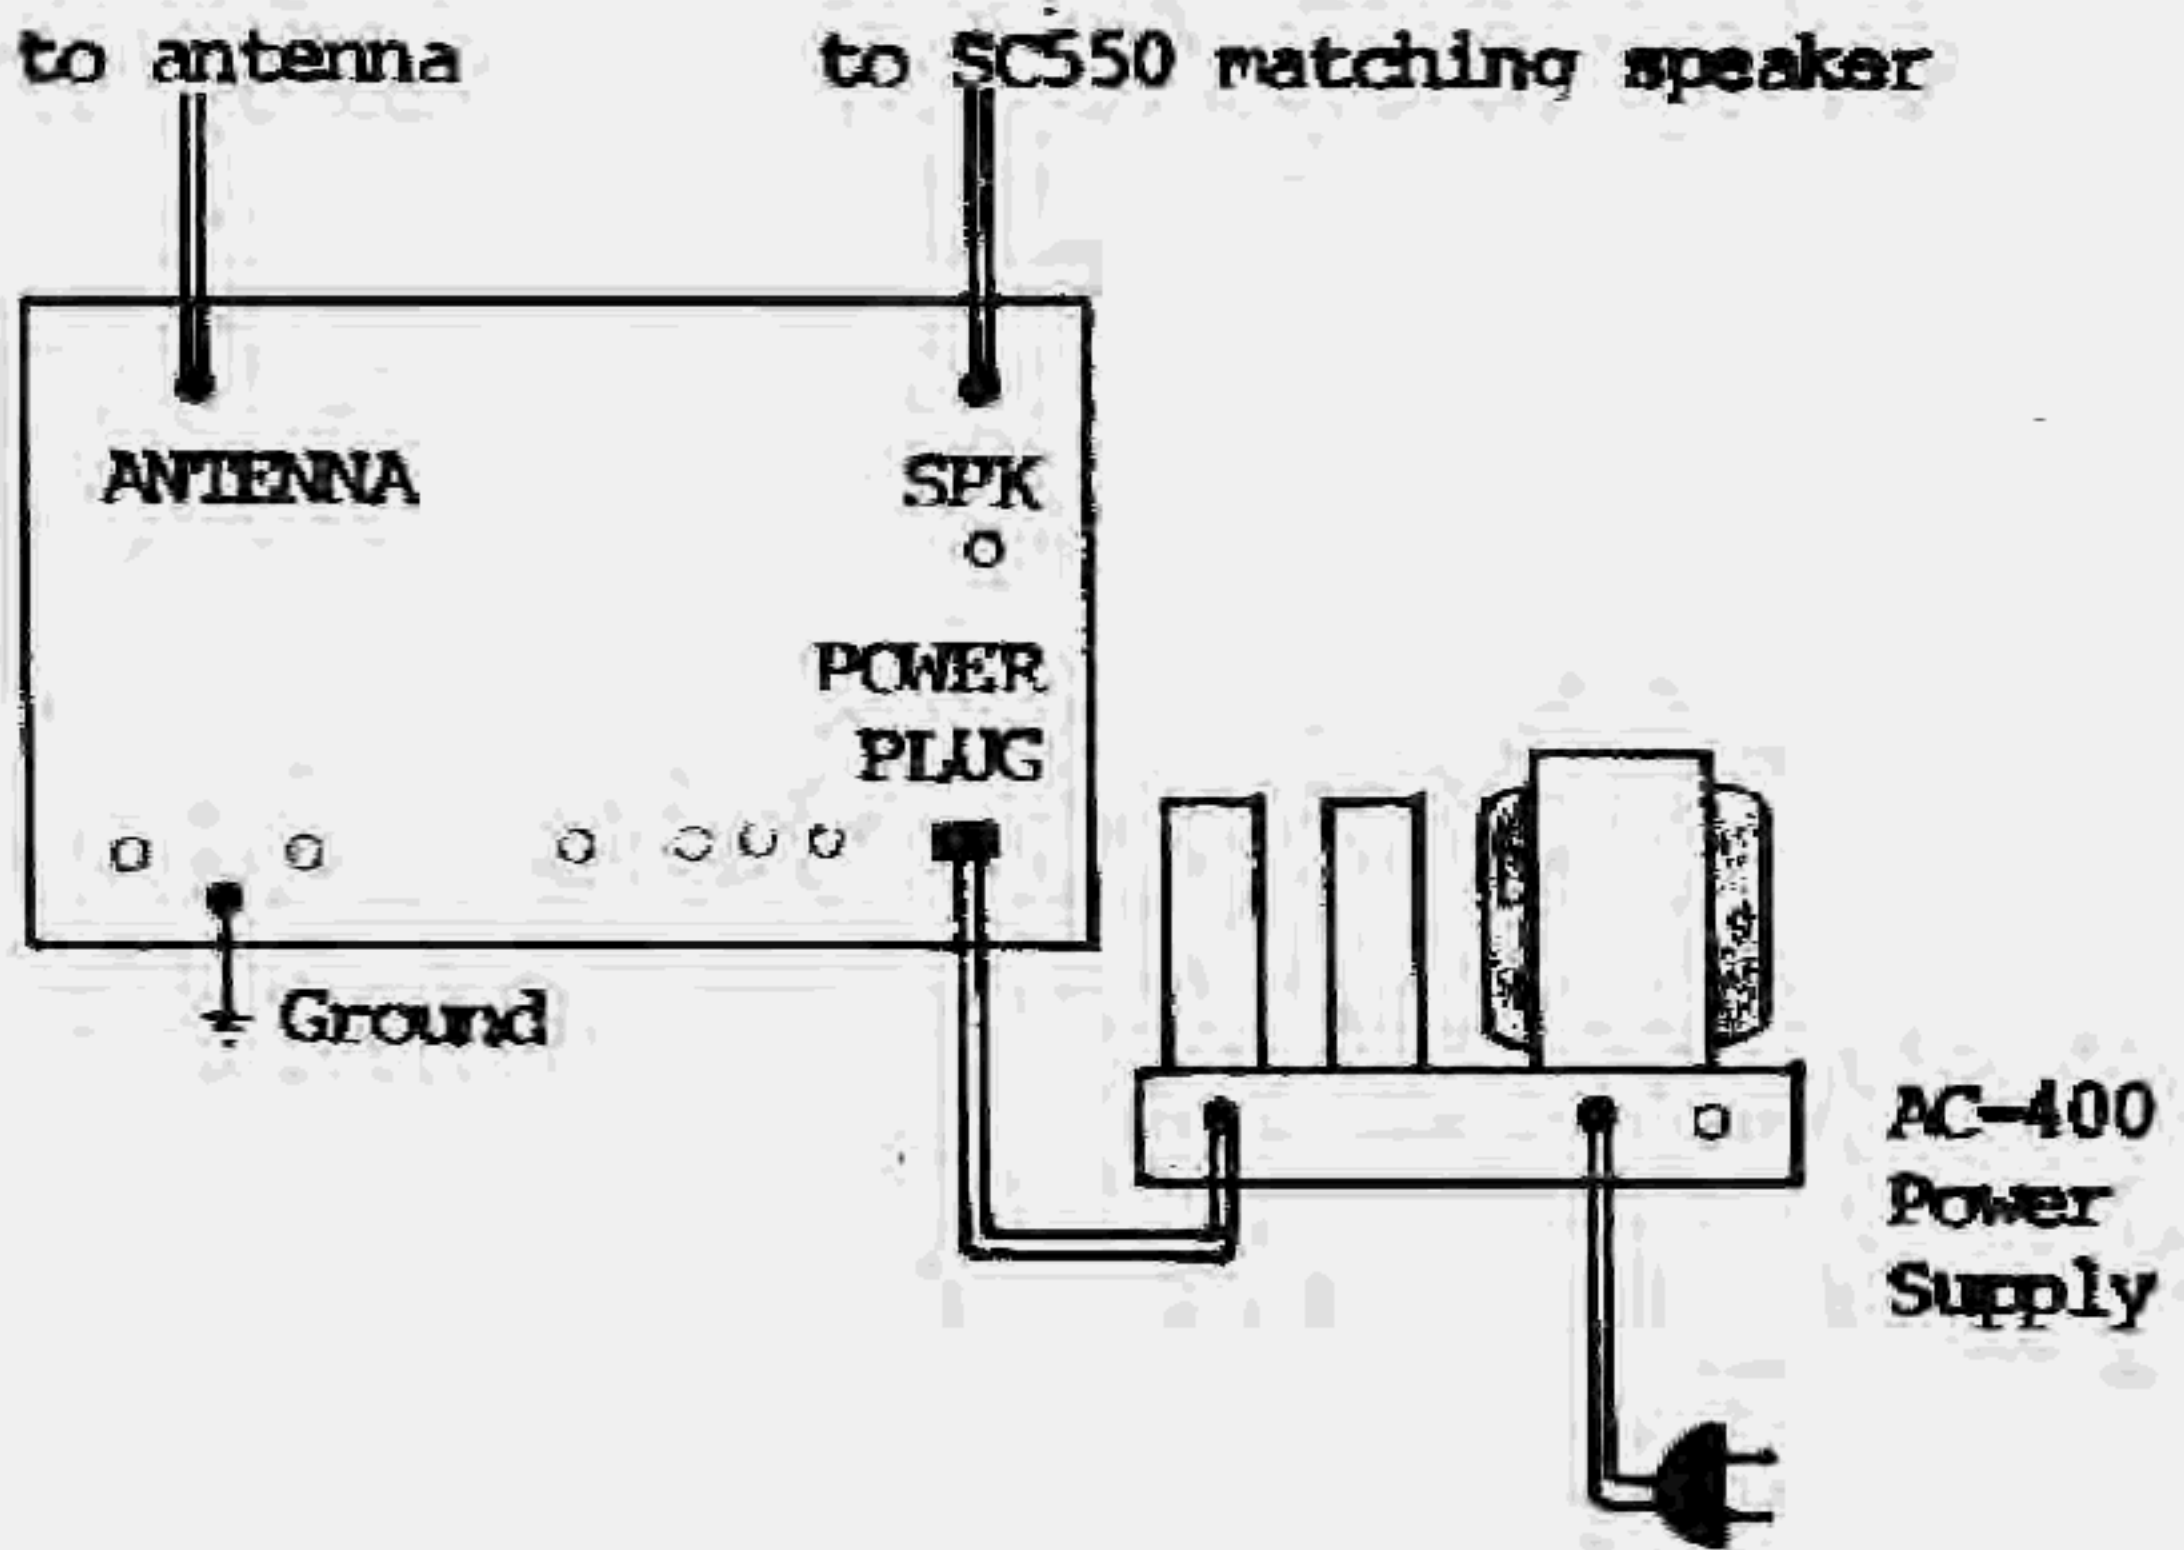 to antenna
to SC550 matching speaker
ANTENNA
SPK
POWER
PLUG
Ground
AC-400
Power
Supply